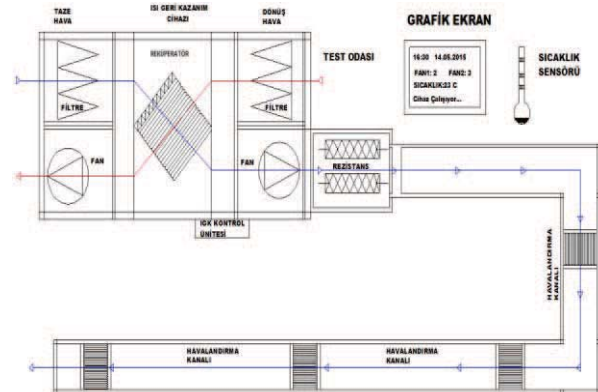 TAZE
HAVA
ISI GERİ KAZANIM
CİHAZI
DÖNÜŞ
HAVA
REKUPERATÖR
FİLTRE
FİLTRE
FAN
FAN
IGK KONTROL
ÜNİTESİ
TEST ODASI
REZİSTANS
GRAFİK EKRAN
16:30 14.05.2015
FAN1: 2 FAN2: 3
SICAKLIK:23 C
Cihaz Çalışıyor...
SICAKLIK
SENSÖRÜ
HAVALANDIRMA
KANALI
HAVALANDIRMA
KANALI
HAVALANDIRMA
KANALI